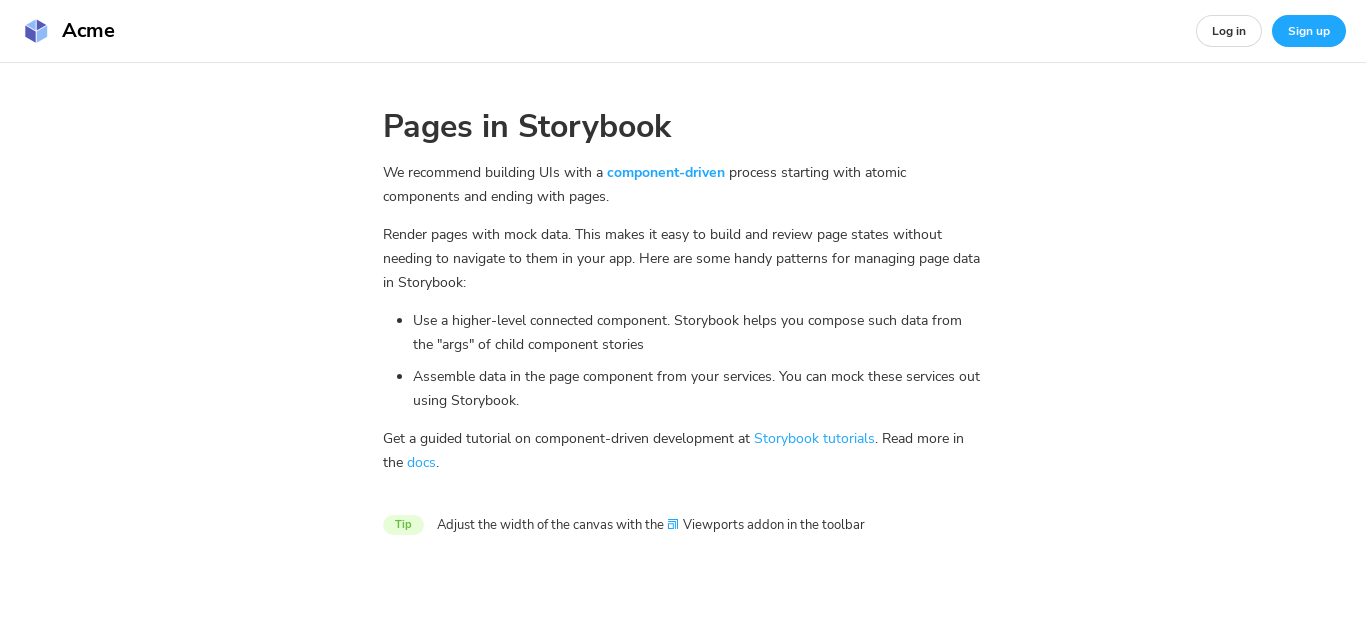 Acme
Log in
Sign up
Pages in Storybook
We recommend building UIs with a component-driven process starting with atomic
components and ending with pages.
Render pages with mock data. This makes it easy to build and review page states without
needing to navigate to them in your app. Here are some handy patterns for managing page data
in Storybook:
Use a higher-level connected component. Storybook helps you compose such data from
the "args" of child component stories
Assemble data in the page component from your services. You can mock these services out
using Storybook.
Get a guided tutorial on component-driven development at Storybook tutorials. Read more in
the docs.
Tip Adjust the width of the canvas with the Viewports addon in the toolbar